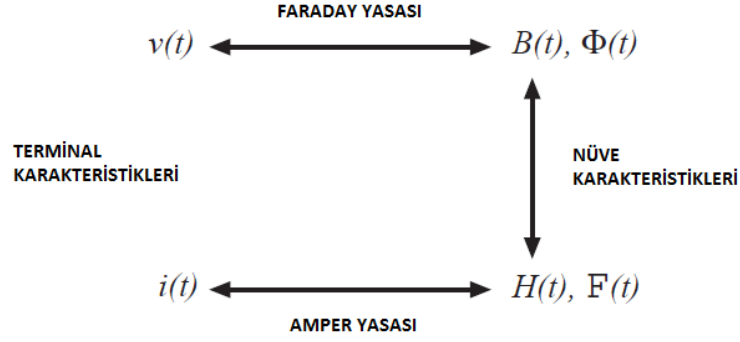 FARADAY YASASI
v(t)
B(t), Φ(t)
TERMİNAL
KARAKTERİSTİKLERİ
NÜVE
KARAKTERİSTİKLERİ
i(t)
H(t), F(t)
AMPER YASASI